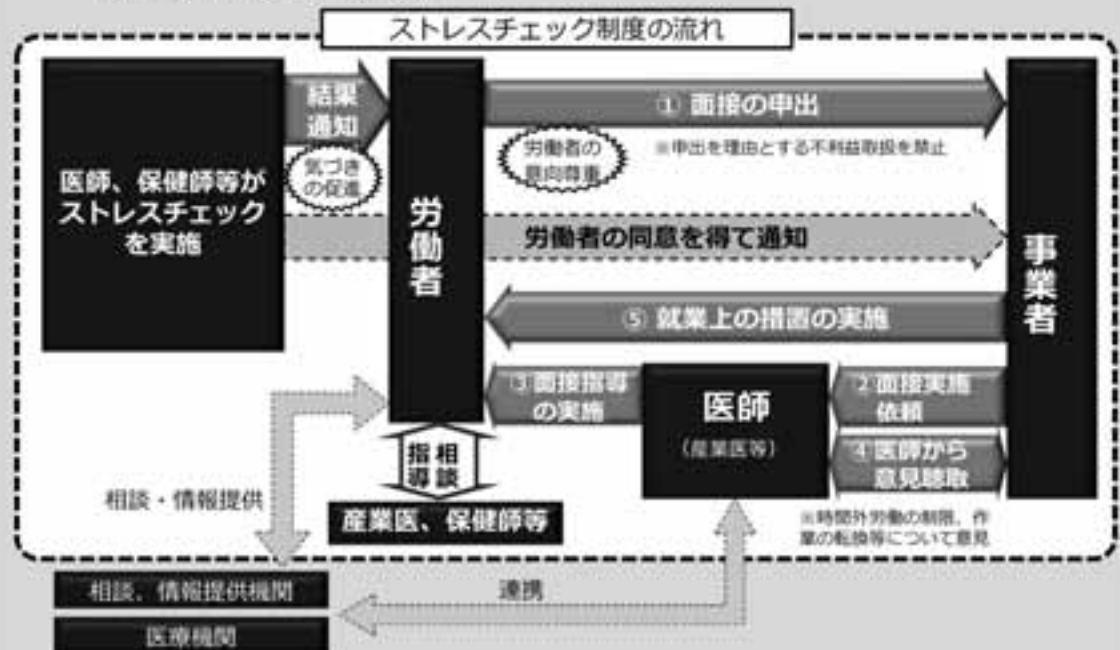 ストレスチェック制度の流れ
医師、保健師等が
ストレスチェック
を実施
結果
通知
気づき
の促進
労働者
① 面接の申出
労働者の
意向尊重
※申出を理由とする不利益取扱を禁止
労働者の同意を得て通知
事業者
⑤ 就業上の措置の実施
③面接指導
の実施
医師
(産業医等)
②面接実施
依頼
④医師から
意見聴取
※時間外労働の制限、作
業の転換等について意見
相談
指導
産業医、保健師等
相談・情報提供
相談、情報提供機関
医療機関
連携